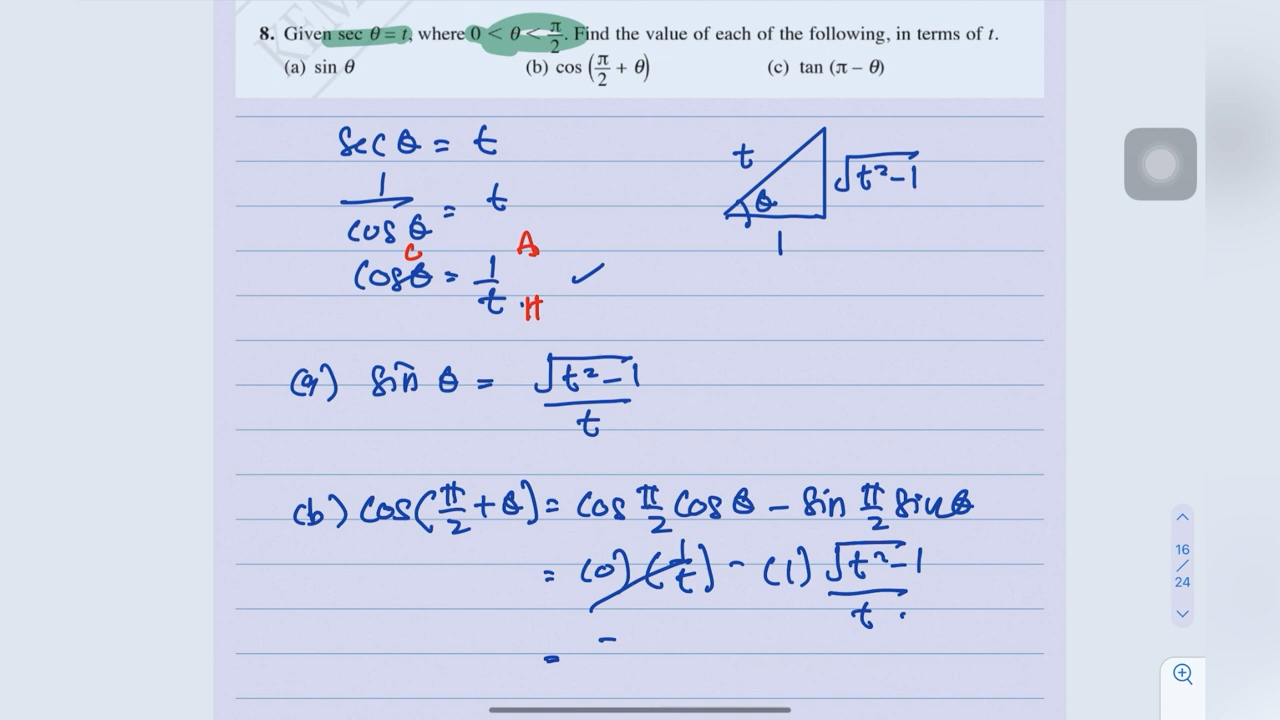 8. Given sec θ = t, where 0 < θ < π/2. Find the value of each of the following, in terms of t.
(a) sin θ (b) cos (π/2 + θ) (c) tan (π – θ)
sec θ = t
1/cos θ = t
C A
cosθ = 1/t ✓
H
t √t²-1
θ
1
(a) sin θ = √t²-1/t
(b) cos(π/2 + θ) = cos π/2 cos θ - sin π/2 sin θ
= (0)(1/t) - (1) √t²-1/t
= -
16
/
24